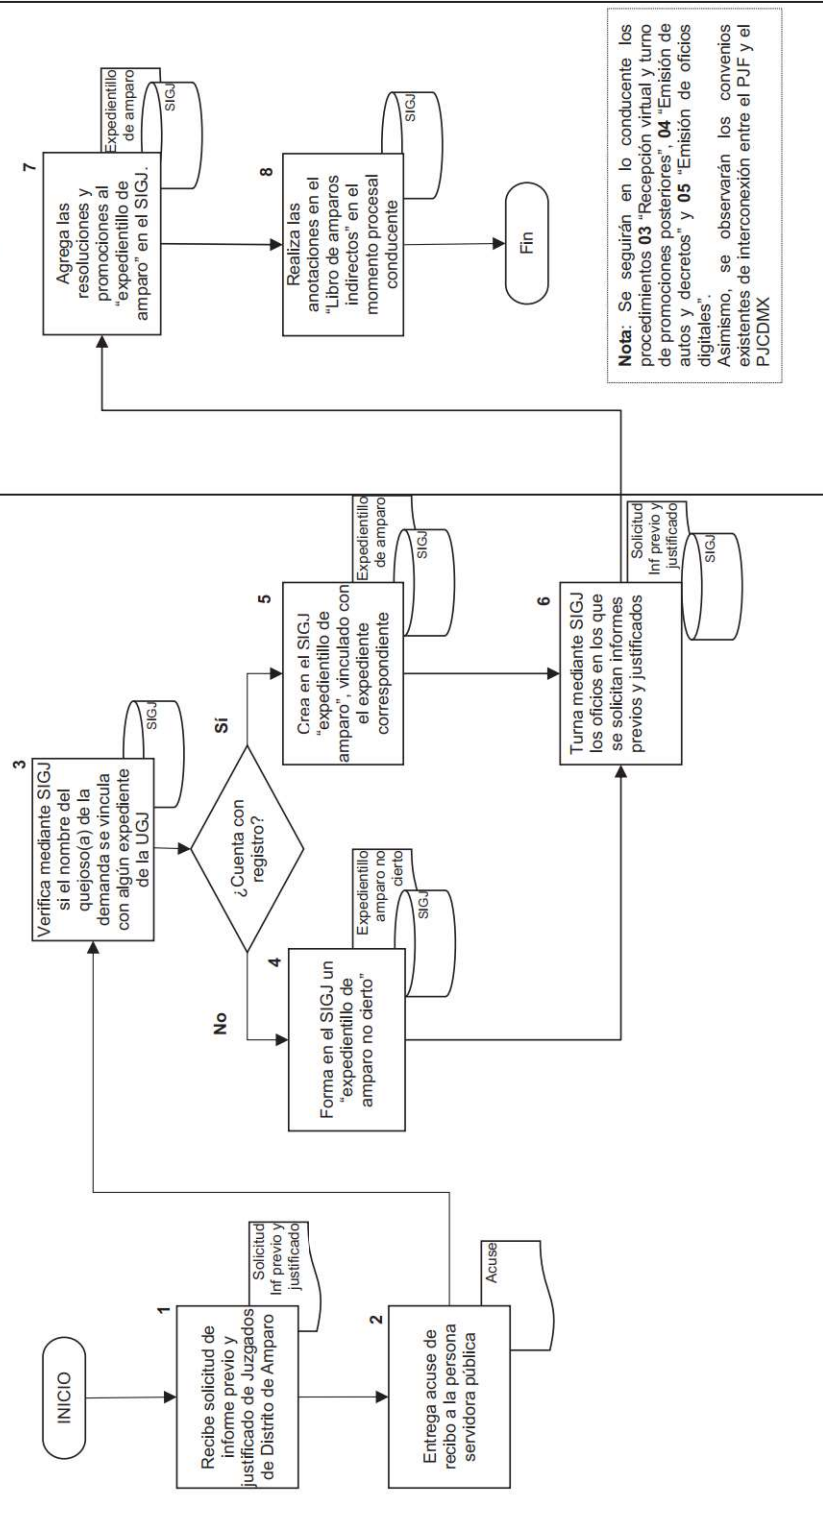 INICIO
1
Recibe solicitud de
informe previo y
justificado de Juzgados
de Distrito de Amparo
Solicitud
Inf previo y
justificado
2
Entrega acuse de
recibo a la persona
servidora pública
Acuse
3
Verifica mediante SIGJ
si el nombre del
quejoso(a) de la
demanda se vincula
con algún expediente
de la UGJ
SIGJ
¿Cuenta con
registro?
No
Sí
4
Forma en el SIGJ un
“expedientillo de
amparo no cierto”
Expedientillo
amparo no
cierto
SIGJ
5
Crea en el SIGJ
“expedientillo de
amparo”, vinculado con
el expediente
correspondiente
Expedientillo
de amparo
SIGJ
6
Turna mediante SIGJ
los oficios en los que
se solicitan informes
previos y justificados
Solicitud
Inf previo y
justificado
SIGJ
7
Agrega las
resoluciones y
promociones al
“expedientillo de
amparo” en el SIGJ.
Expedientillo
de amparo
SIGJ
8
Realiza las
anotaciones en el
“Libro de amparos
indirectos” en el
momento procesal
conducente
SIGJ
Fin
Nota: Se seguirán en lo conducente los
procedimientos 03 “Recepción virtual y turno
de promociones posteriores”, 04 “Emisión de
autos y decretos” y 05 “Emisión de oficios
digitales”.
Asimismo, se observarán los convenios
existentes de interconexión entre el PJF y el
PJCDMX